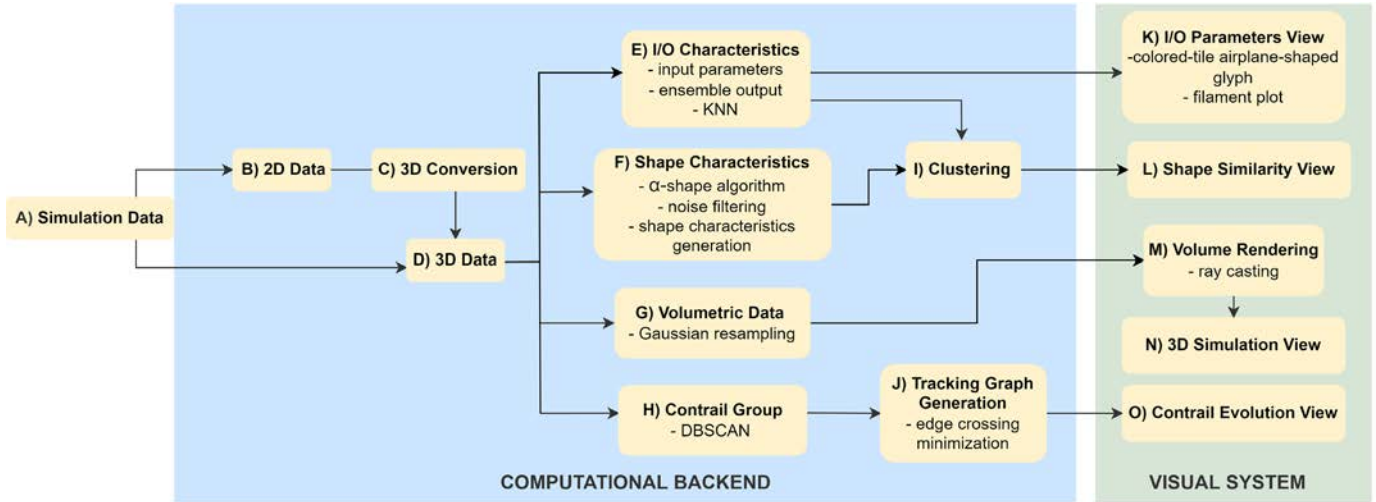 A) Simulation Data
B) 2D Data
C) 3D Conversion
D) 3D Data
E) I/O Characteristics
- input parameters
- ensemble output
- KNN
F) Shape Characteristics
- α-shape algorithm
- noise filtering
- shape characteristics
generation
G) Volumetric Data
- Gaussian resampling
H) Contrail Group
- DBSCAN
I) Clustering
J) Tracking Graph
Generation
- edge crossing
minimization
COMPUTATIONAL BACKEND
K) I/O Parameters View
-colored-tile airplane-shaped
glyph
- filament plot
L) Shape Similarity View
M) Volume Rendering
- ray casting
N) 3D Simulation View
O) Contrail Evolution View
VISUAL SYSTEM